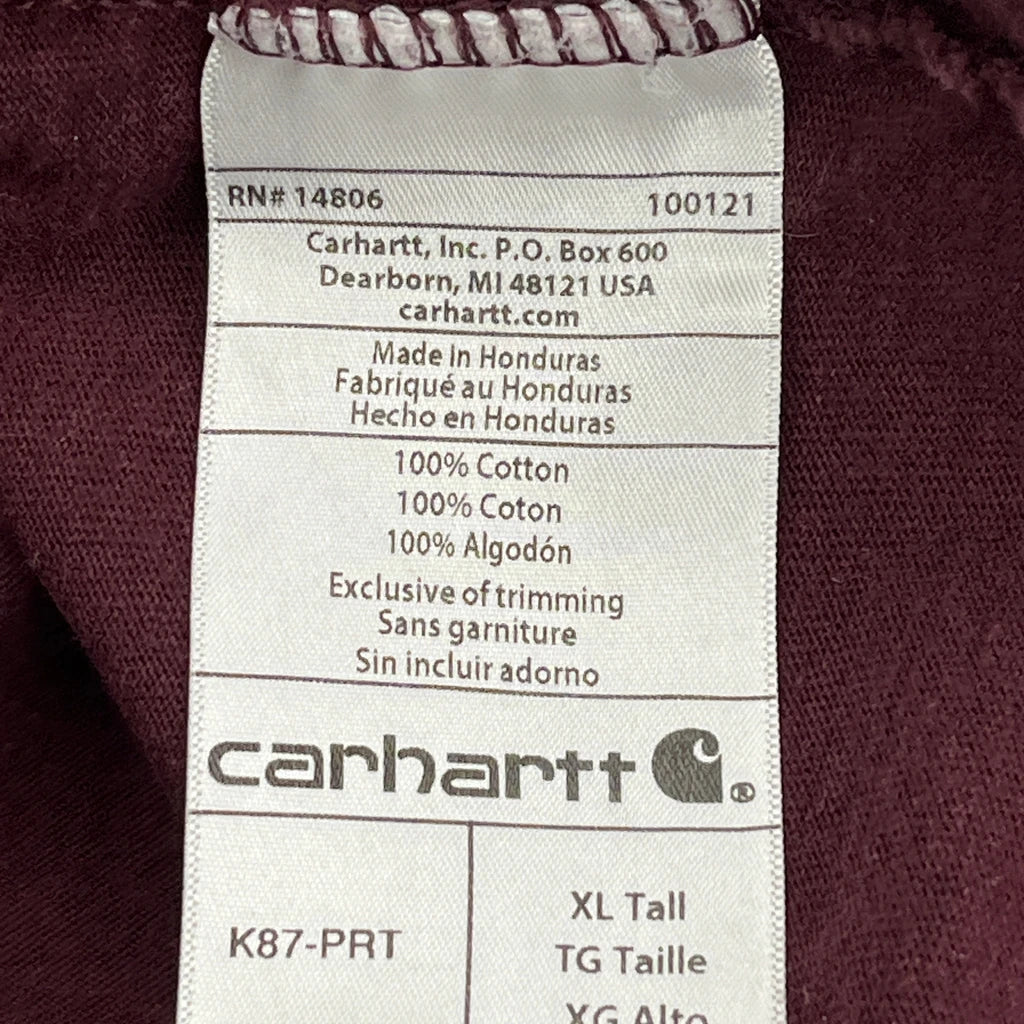 RN# 14806 100121
Carhartt, Inc. P.O. Box 600
Dearborn, MI 48121 USA
carhartt.com
Made In Honduras
Fabriqué au Honduras
Hecho en Honduras
100% Cotton
100% Coton
100% Algodón
Exclusive of trimming
Sans garniture
Sin incluir adorno
carhartt ®
K87-PRT
XL Tall
TG Taille
XG Alto